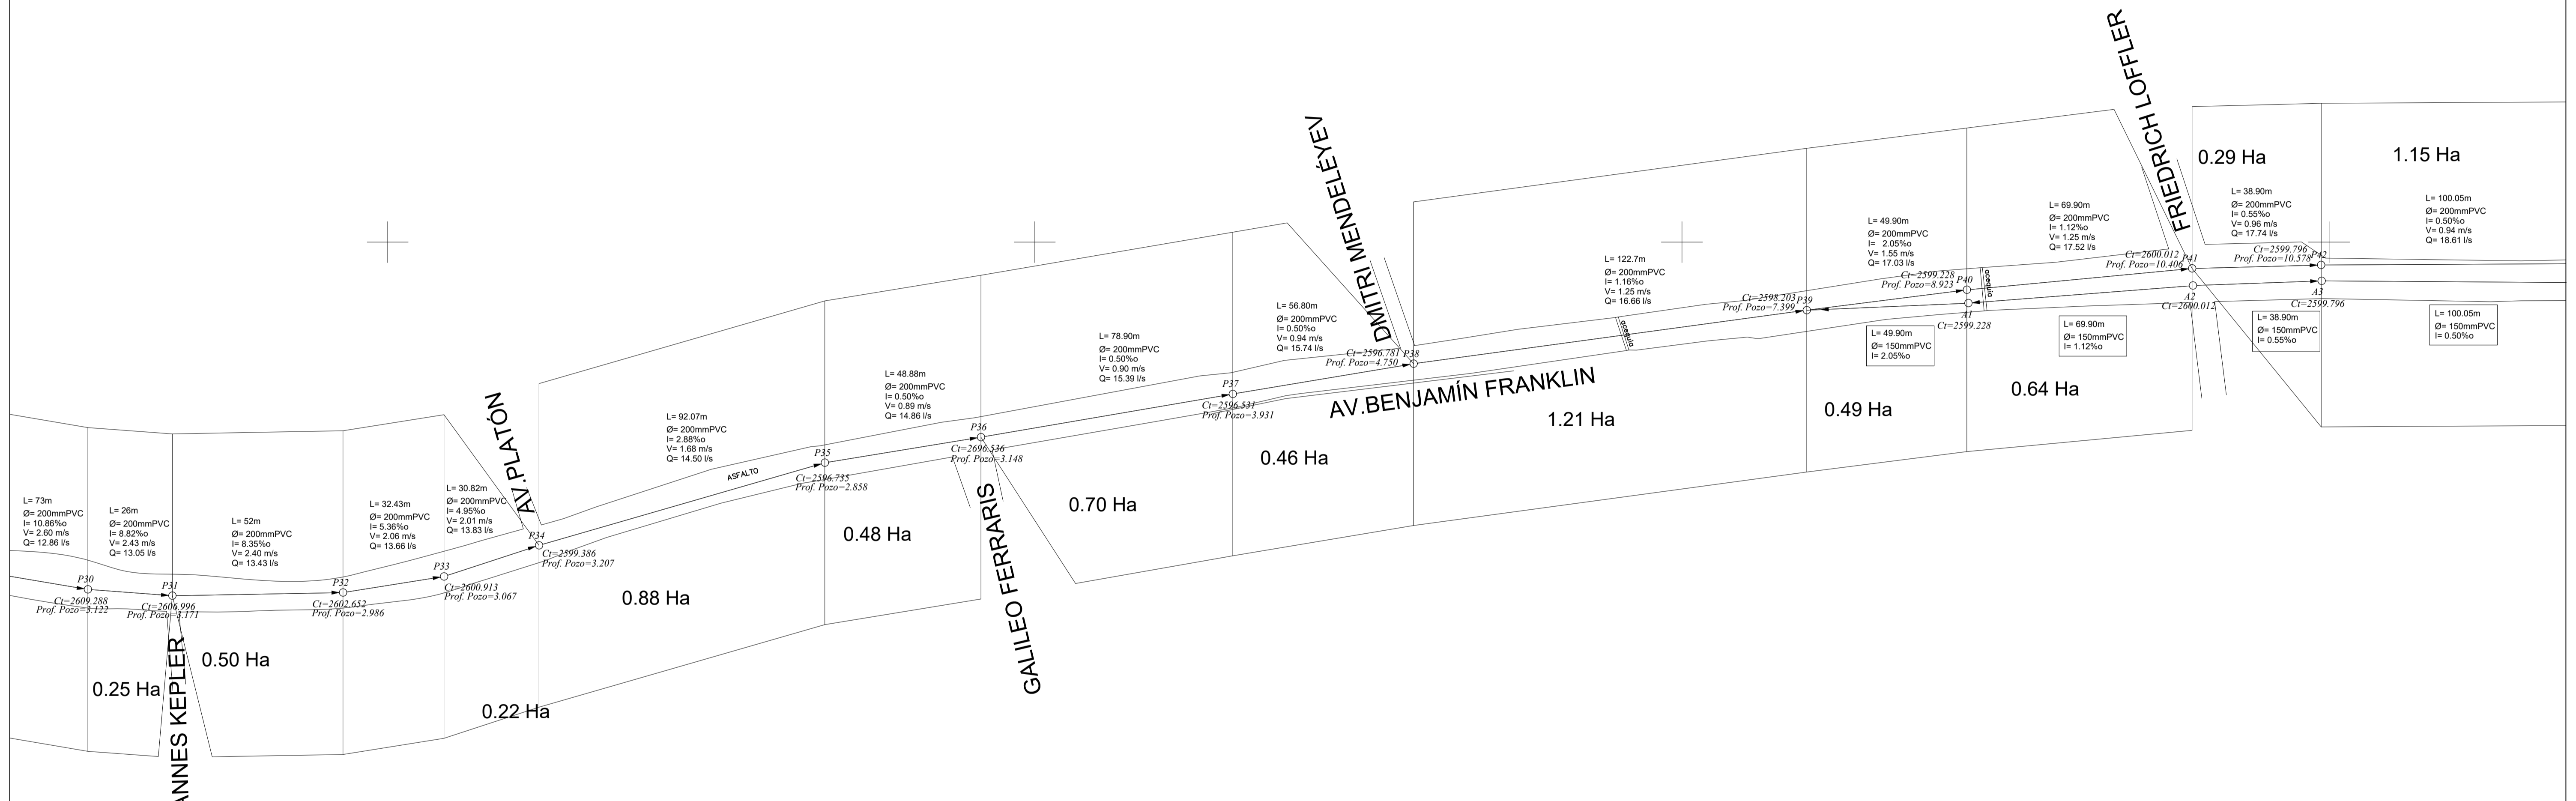 L= 73m
Ø= 200mmPVC
I= 10.86%o
V= 2.60 m/s
Q= 12.86 l/s
P30
Ct=2609.288
Prof. Pozo=3.122
L= 26m
Ø= 200mmPVC
I= 8.82%o
V= 2.43 m/s
Q= 13.05 l/s
P31
Ct=2606.996
Prof. Pozo=3.171
0.25 Ha
ANNES KEPLER
L= 52m
Ø= 200mmPVC
I= 8.35%o
V= 2.40 m/s
Q= 13.43 l/s
0.50 Ha
P32
Ct=2602.652
Prof. Pozo=2.986
L= 32.43m
Ø= 200mmPVC
I= 5.36%o
V= 2.06 m/s
Q= 13.66 l/s
P33
Ct=2600.913
Prof. Pozo=3.067
L= 30.82m
Ø= 200mmPVC
I= 4.95%o
V= 2.01 m/s
Q= 13.83 l/s
0.22 Ha
AV.PLATÓN
P34
Ct=2599.386
Prof. Pozo=3.207
L= 92.07m
Ø= 200mmPVC
I= 2.88%o
V= 1.68 m/s
Q= 14.50 l/s
ASFALTO
0.88 Ha
P35
Ct=2596.735
Prof. Pozo=2.858
L= 48.88m
Ø= 200mmPVC
I= 0.50%o
V= 0.89 m/s
Q= 14.86 l/s
0.48 Ha
P36
Ct=2696.536
Prof. Pozo=3.148
GALILEO FERRARIS
L= 78.90m
Ø= 200mmPVC
I= 0.50%o
V= 0.90 m/s
Q= 15.39 l/s
0.70 Ha
P37
Ct=2596.531
Prof. Pozo=3.931
L= 56.80m
Ø= 200mmPVC
I= 0.50%o
V= 0.94 m/s
Q= 15.74 l/s
0.46 Ha
DMITRI MENDELÉYEV
Ct=2596.781
Prof. Pozo=4.750
P38
AV.BENJAMÍN FRANKLIN
L= 122.7m
Ø= 200mmPVC
I= 1.16%o
V= 1.25 m/s
Q= 16.66 l/s
acequia
1.21 Ha
Ct=2598.203
Prof. Pozo=7.399
P39
L= 49.90m
Ø= 200mmPVC
I= 2.05%o
V= 1.55 m/s
Q= 17.03 l/s
Ct=2599.228
Prof. Pozo=8.923
P40
acequia
A1
Ct=2599.228
L= 49.90m
Ø= 150mmPVC
I= 2.05%o
0.49 Ha
L= 69.90m
Ø= 200mmPVC
I= 1.12%o
V= 1.25 m/s
Q= 17.52 l/s
L= 69.90m
Ø= 150mmPVC
I= 1.12%o
0.64 Ha
FRIEDRICH LOFFLER
Ct=2600.012
Prof. Pozo=10.406
P41
A2
Ct=2600.012
0.29 Ha
L= 38.90m
Ø= 200mmPVC
I= 0.55%o
V= 0.96 m/s
Q= 17.74 l/s
Ct=2599.796
Prof. Pozo=10.578
P42
A3
Ct=2599.796
L= 38.90m
Ø= 150mmPVC
I= 0.55%o
1.15 Ha
L= 100.05m
Ø= 200mmPVC
I= 0.50%o
V= 0.94 m/s
Q= 18.61 l/s
L= 100.05m
Ø= 150mmPVC
I= 0.50%o